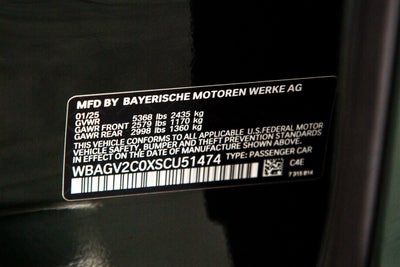 MFD BY BAYERISCHE MOTOREN WERKE AG
01/25
GVWR 5368 lbs 2435 kg
GAWR FRONT 2579 lbs 1170 kg
GAWR REAR 2998 lbs 1360 kg
THIS VEHICLE CONFORMS TO ALL APPLICABLE U.S. FEDERAL MOTOR
VEHICLE SAFETY, BUMPER, AND THEFT PREVENTION STANDARDS
IN EFFECT ON THE DATE OF MANUFACTURE SHOWN ABOVE.
WBAGV2C0XSCU51474 TYPE: PASSENGER CAR
C4E
7 315 814